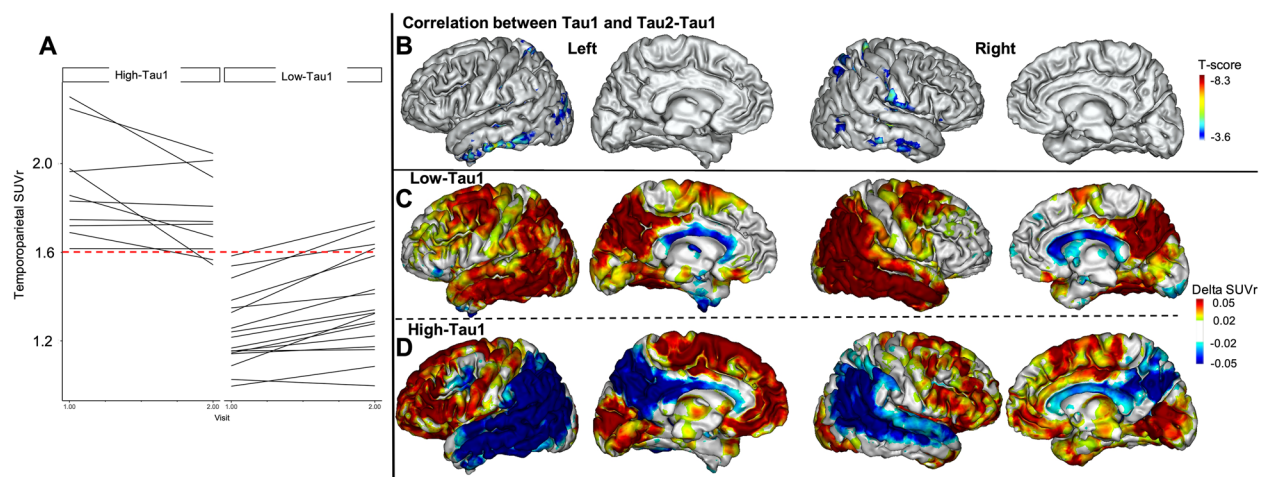 Correlation between Tau1 and Tau2-Tau1
A
B
Left
Right
High-Tau1
Low-Tau1
T-score
-8.3
-3.6
Temporoparietal SUVr
2.0
1.6
1.2
1.00
2.00
1.00
2.00
Visit
Low-Tau1
C
Delta SUVr
0.05
0.02
-0.02
-0.05
High-Tau1
D